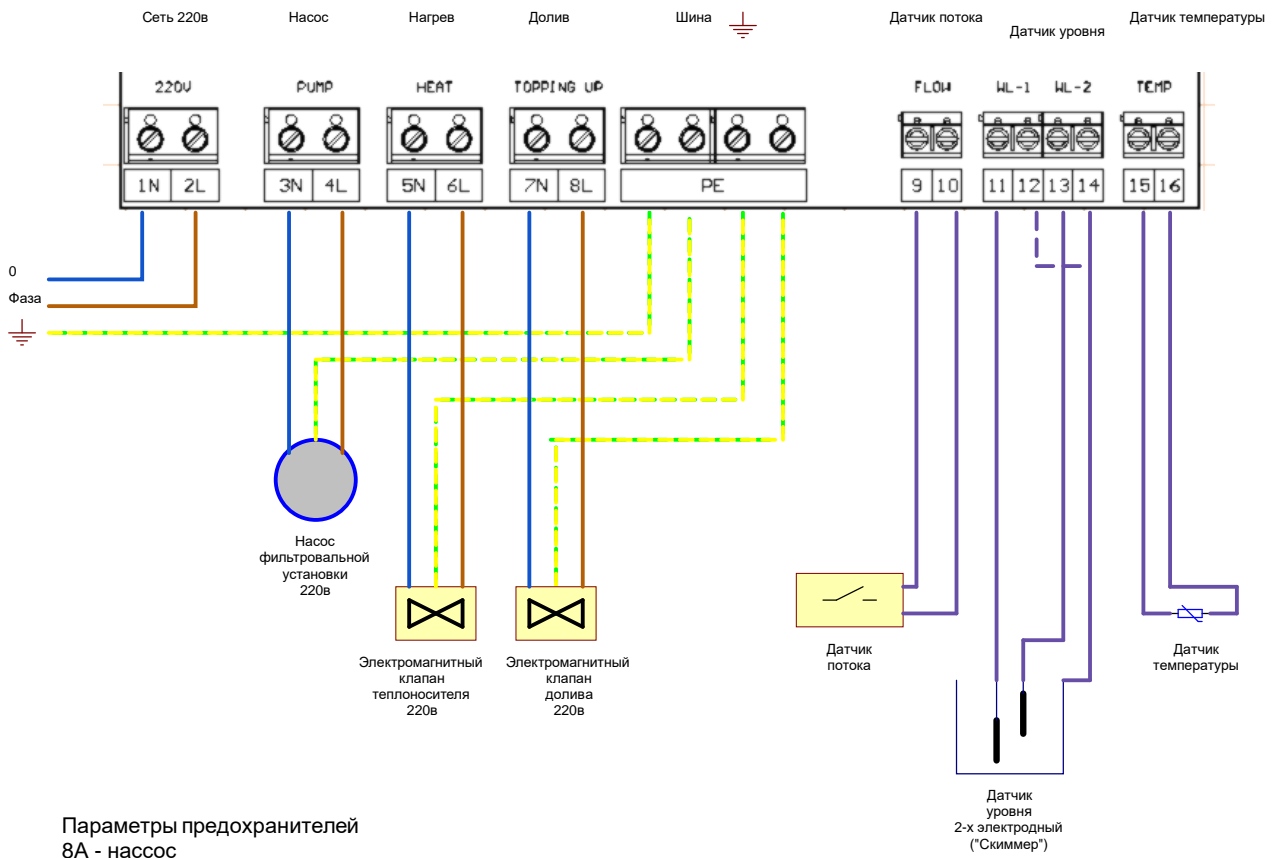 Сеть 220в
Насос
Нагрев
Долив
Шина
Датчик потока
Датчик уровня
Датчик температуры
220V
PUMP
HEAT
TOPPING UP
FLOW
WL-1
WL-2
TEMP
1N
2L
3N
4L
5N
6L
7N
8L
PE
9
10
11
12
13
14
15
16
0
Фаза
Насос
фильтровальной
установки
220в
Электромагнитный
клапан
теплоносителя
220в
Электромагнитный
клапан
долива
220в
Датчик
потока
Датчик
температуры
Датчик
уровня
2-х электродный
("Скиммер")
Параметры предохранителей
8А - нассос